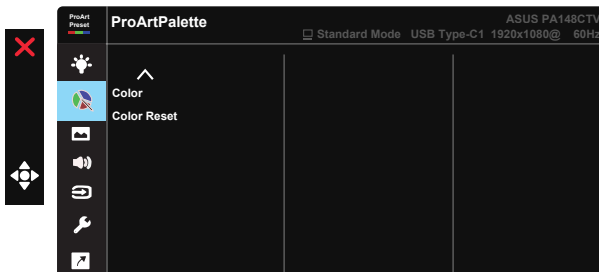 ProArt
Preset
ProArtPalette
ASUS PA148CTV
Standard Mode USB Type-C1 1920x1080@ 60Hz
Color
Color Reset